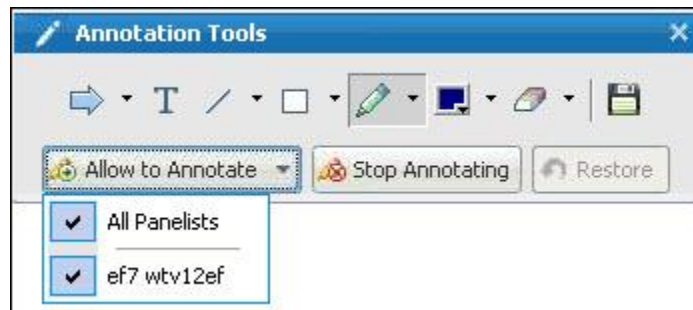 Annotation Tools
T
Allow to Annotate Stop Annotating Restore
All Panelists
ef7 wtv12ef